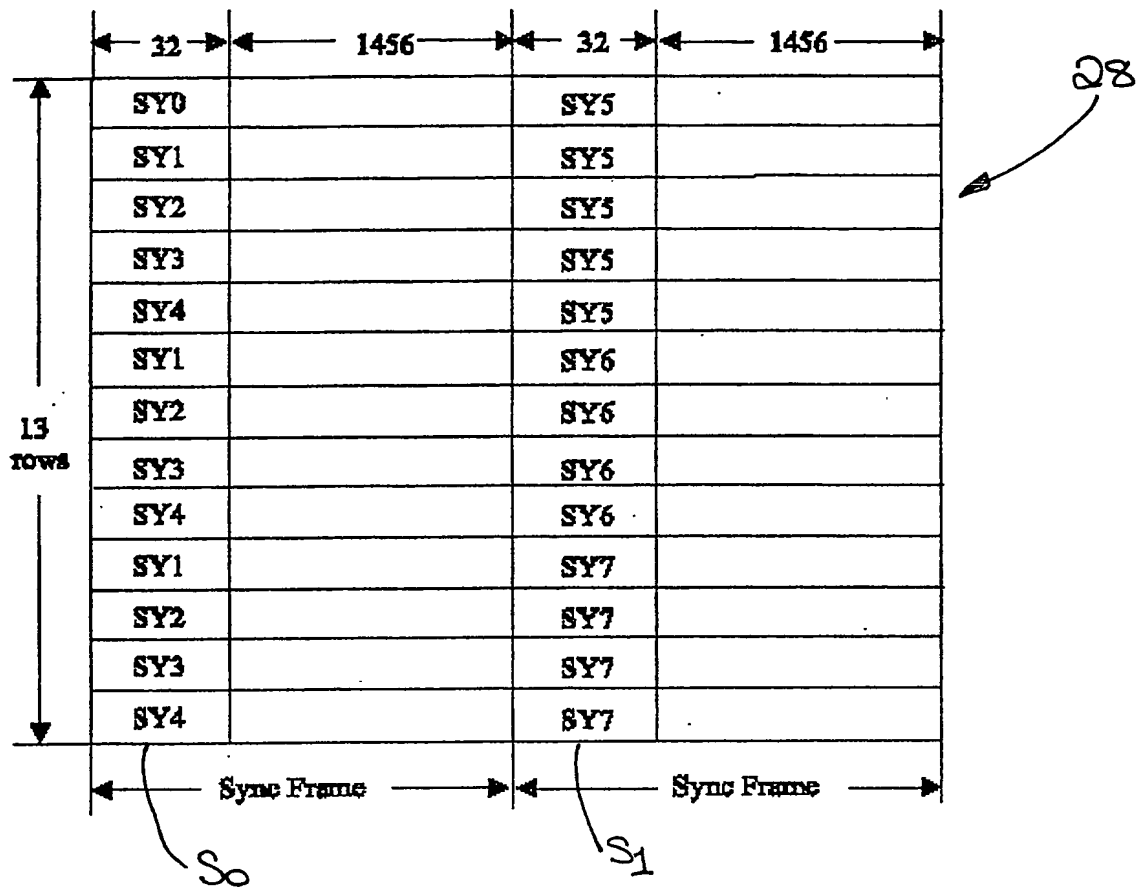 32 1456 32 1456
28
SY0 SY5
SY1 SY5
SY2 SY5
SY3 SY5
SY4 SY5
SY1 SY6
SY2 SY6
13
rows
SY3 SY6
SY4 SY6
SY1 SY7
SY2 SY7
SY3 SY7
SY4 SY7
Sync Frame Sync Frame
S0 S1